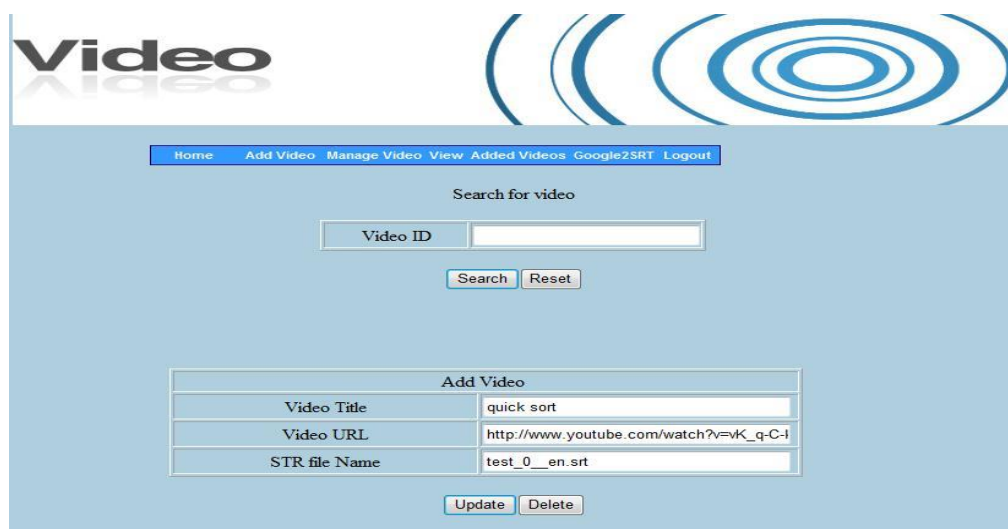 Video
Home Add Video Manage Video View Added Videos Google2SRT Logout
Search for video
Video ID
Search Reset
Add Video
Video Title quick sort
Video URL http://www.youtube.com/watch?v=vK_q-C-
STR file Name test_0__en.srt
Update Delete